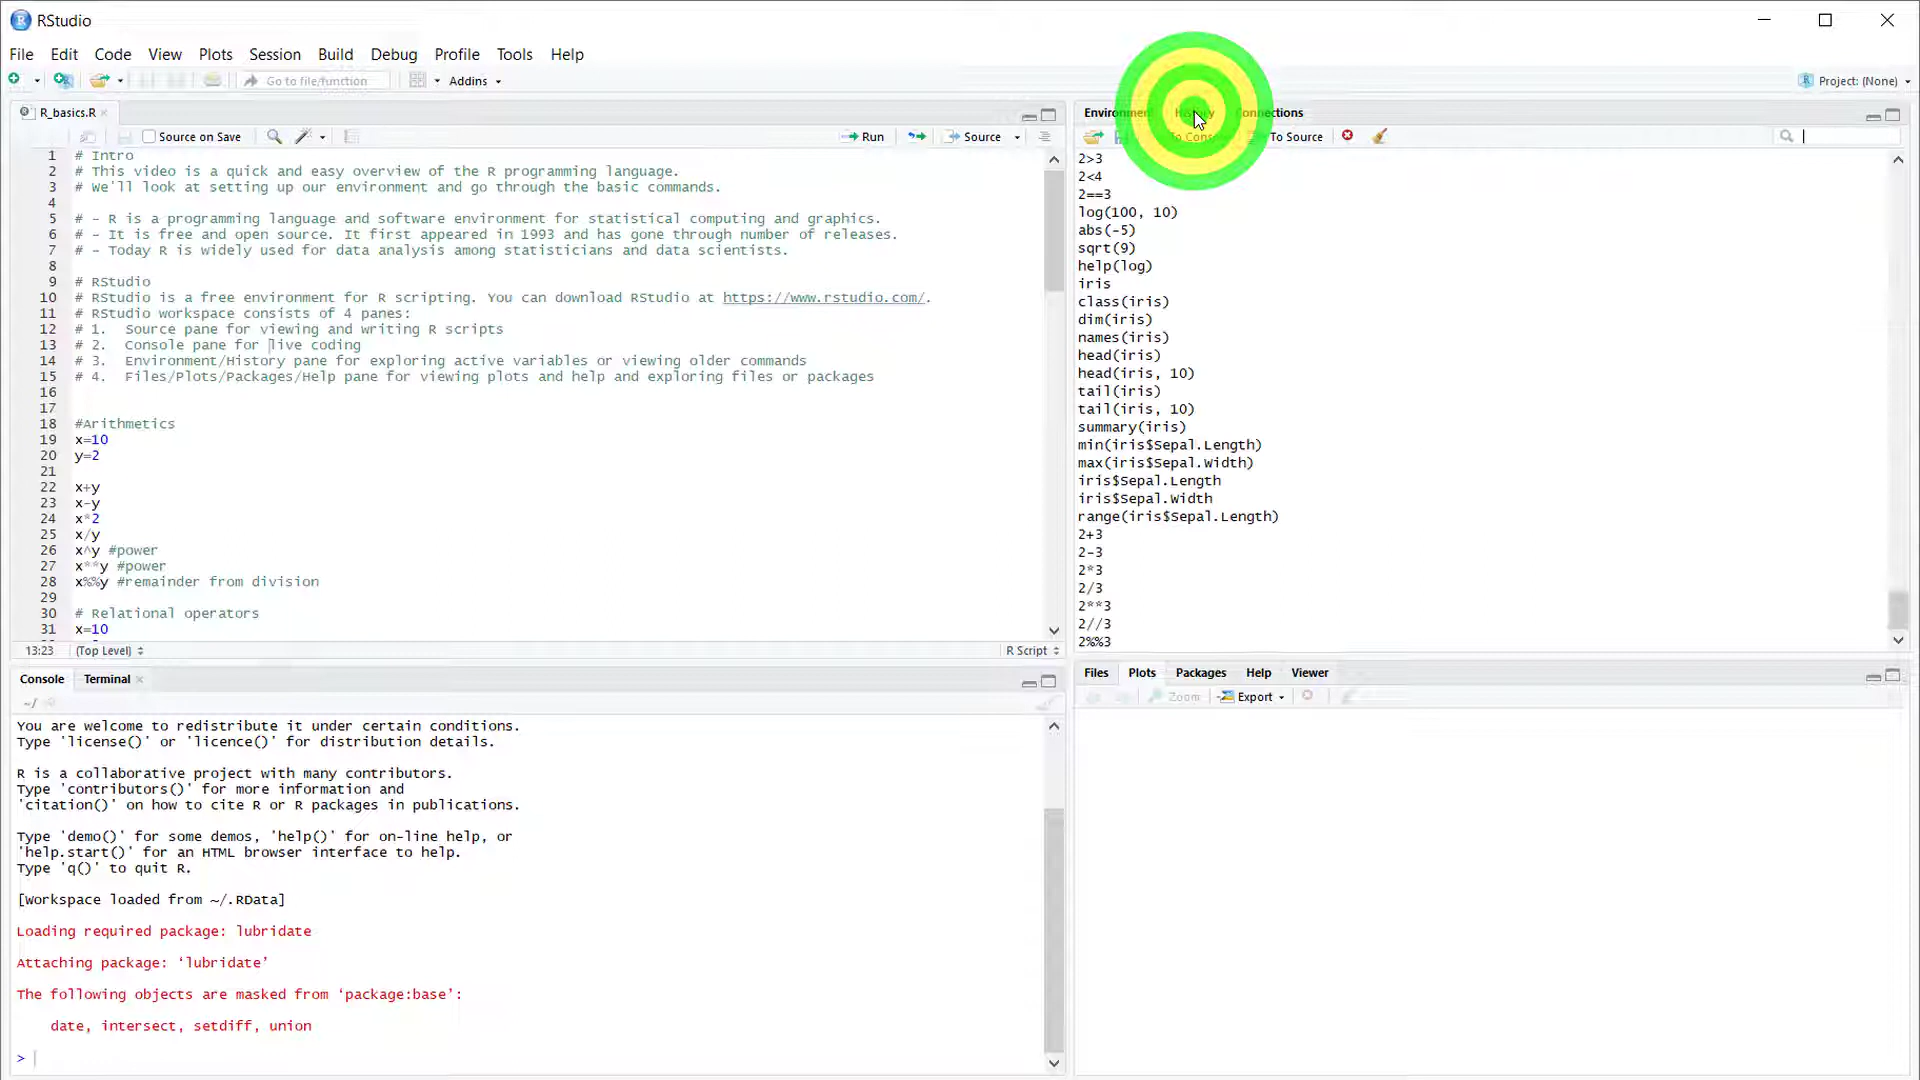 RStudio
File Edit Code View Plots Session Build Debug Profile Tools Help
Go to file/function Addins Project: (None)
R_basics.R
Source on Save Run Source
1 # Intro
2 # This video is a quick and easy overview of the R programming language.
3 # We'll look at setting up our environment and go through the basic commands.
4
5 # - R is a programming language and software environment for statistical computing and graphics.
6 # - It is free and open source. It first appeared in 1993 and has gone through number of releases.
7 # - Today R is widely used for data analysis among statisticians and data scientists.
8
9 # RStudio
10 # RStudio is a free environment for R scripting. You can download RStudio at https://www.rstudio.com/.
11 # RStudio workspace consists of 4 panes:
12 # 1. Source pane for viewing and writing R scripts
13 # 2. Console pane for live coding
14 # 3. Environment/History pane for exploring active variables or viewing older commands
15 # 4. Files/Plots/Packages/Help pane for viewing plots and help and exploring files or packages
16
17
18 #Arithmetics
19 x=10
20 y=2
21
22 x+y
23 x-y
24 x*2
25 x/y
26 x^y #power
27 x**y #power
28 x%%y #remainder from division
29
30 # Relational operators
31 x=10
13:23 (Top Level) R Script
Console Terminal
~/
You are welcome to redistribute it under certain conditions.
Type 'license()' or 'licence()' for distribution details.
R is a collaborative project with many contributors.
Type 'contributors()' for more information and
'citation()' on how to cite R or R packages in publications.
Type 'demo()' for some demos, 'help()' for on-line help, or
'help.start()' for an HTML browser interface to help.
Type 'q()' to quit R.
[Workspace loaded from ~/.RData]
Loading required package: lubridate
Attaching package: ‘lubridate’
The following objects are masked from ‘package:base’:
date, intersect, setdiff, union
>
Environment History Connections
To Console To Source
2>3
2<4
2==3
log(100, 10)
abs(-5)
sqrt(9)
help(log)
iris
class(iris)
dim(iris)
names(iris)
head(iris)
head(iris, 10)
tail(iris)
tail(iris, 10)
summary(iris)
min(iris$Sepal.Length)
max(iris$Sepal.Width)
iris$Sepal.Length
iris$Sepal.Width
range(iris$Sepal.Length)
2+3
2-3
2*3
2/3
2**3
2//3
2%%3
Files Plots Packages Help Viewer
Zoom Export